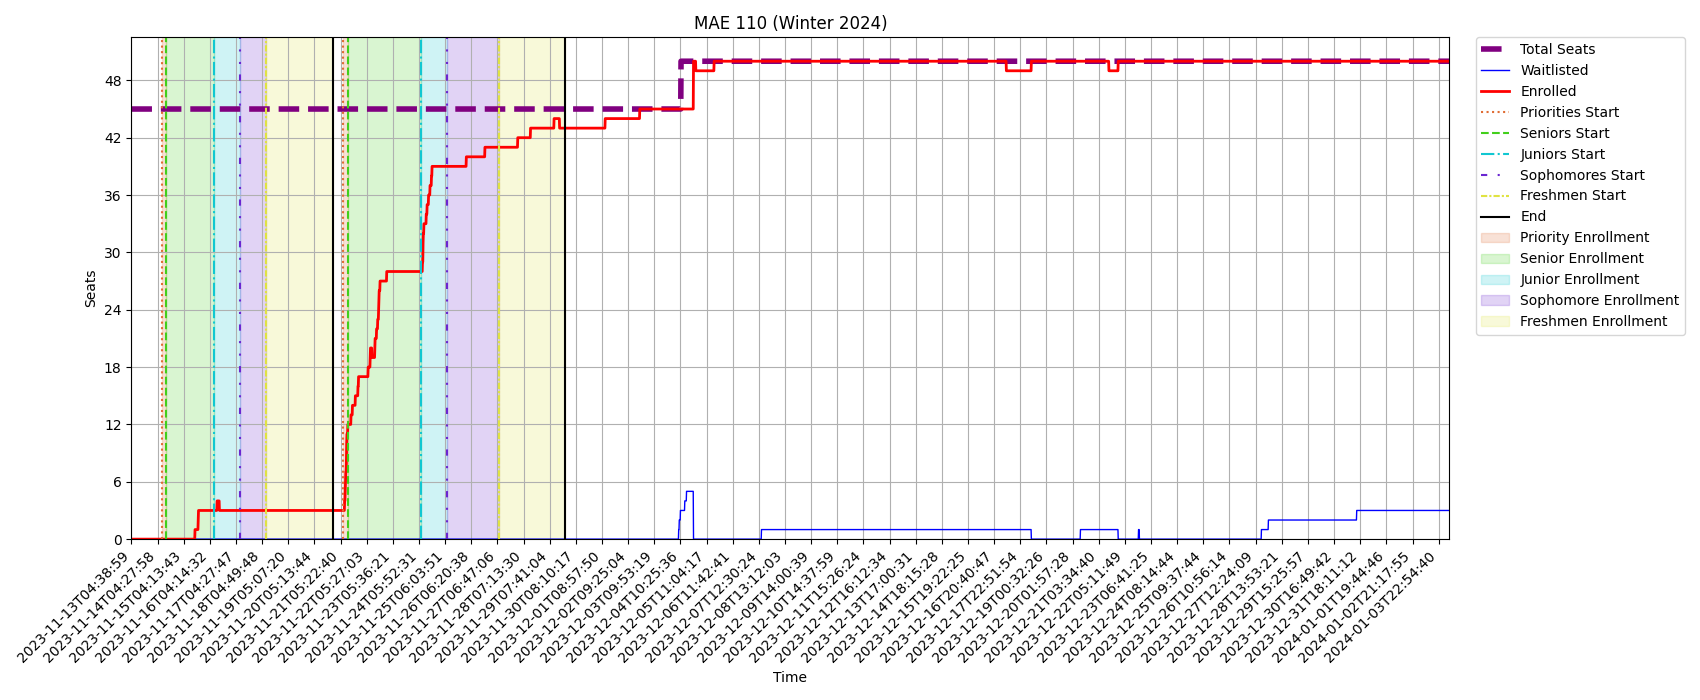 MAE 110 (Winter 2024)
Seats
48
42
36
30
24
18
12
6
0
2023-11-13T04:38:59
2023-11-14T04:27:58
2023-11-15T04:13:43
2023-11-16T04:14:32
2023-11-17T04:27:47
2023-11-18T04:49:48
2023-11-19T05:07:20
2023-11-20T05:13:44
2023-11-21T05:22:40
2023-11-22T05:27:03
2023-11-23T05:36:21
2023-11-24T05:52:31
2023-11-25T06:03:51
2023-11-26T06:20:38
2023-11-27T06:47:06
2023-11-28T07:13:30
2023-11-29T07:41:04
2023-11-30T08:10:17
2023-12-01T08:57:50
2023-12-02T09:25:04
2023-12-03T09:53:19
2023-12-04T10:25:36
2023-12-05T11:04:17
2023-12-06T11:42:41
2023-12-07T12:30:24
2023-12-08T13:12:03
2023-12-09T14:00:39
2023-12-10T14:37:59
2023-12-11T15:26:24
2023-12-12T16:12:34
2023-12-13T17:00:31
2023-12-14T18:15:28
2023-12-15T19:22:25
2023-12-16T20:40:47
2023-12-17T22:51:54
2023-12-19T00:32:26
2023-12-20T01:57:28
2023-12-21T03:34:40
2023-12-22T05:11:49
2023-12-23T06:41:25
2023-12-24T08:14:44
2023-12-25T09:37:44
2023-12-26T10:56:14
2023-12-27T12:24:09
2023-12-28T13:53:21
2023-12-29T15:25:57
2023-12-30T16:49:42
2023-12-31T18:11:12
2024-01-01T19:44:46
2024-01-02T21:17:55
2024-01-03T22:54:40
Time
Total Seats
Waitlisted
Enrolled
Priorities Start
Seniors Start
Juniors Start
Sophomores Start
Freshmen Start
End
Priority Enrollment
Senior Enrollment
Junior Enrollment
Sophomore Enrollment
Freshmen Enrollment